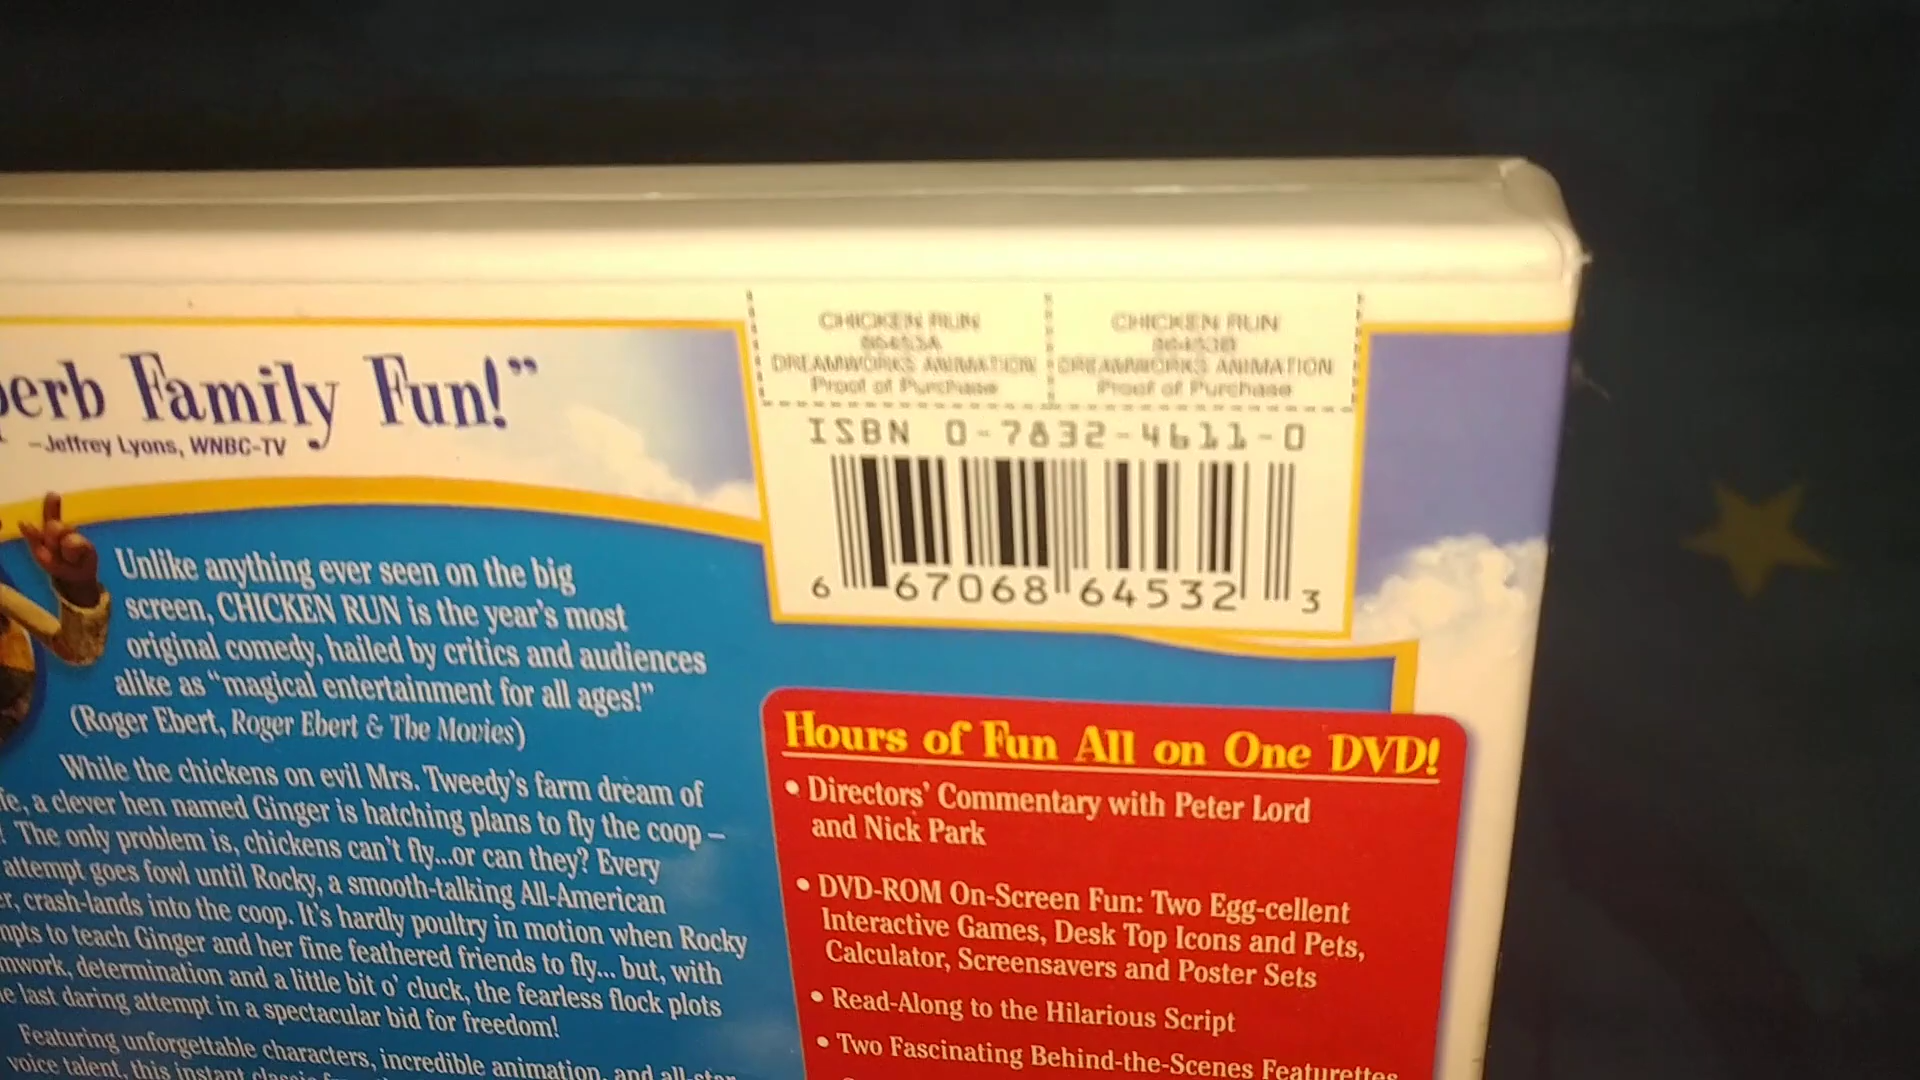 perb Family Fun!”
–Jeffrey Lyons, WNBC-TV
CHICKEN RUN
86453A
DREAMWORKS ANIMATION
Proof of Purchase
CHICKEN RUN
86453B
DREAMWORKS ANIMATION
Proof of Purchase
ISBN 0-7832-4611-0
6 67068 64532 3
Unlike anything ever seen on the big
screen, CHICKEN RUN is the year's most
original comedy, hailed by critics and audiences
alike as “magical entertainment for all ages!”
(Roger Ebert, Roger Ebert & The Movies)
While the chickens on evil Mrs. Tweedy's farm dream of
fe, a clever hen named Ginger is hatching plans to fly the coop –
! The only problem is, chickens can't fly...or can they? Every
attempt goes fowl until Rocky, a smooth-talking All-American
er, crash-lands into the coop. It's hardly poultry in motion when Rocky
mpts to teach Ginger and her fine feathered friends to fly... but, with
mwork, determination and a little bit o' cluck, the fearless flock plots
e last daring attempt in a spectacular bid for freedom!
Featuring unforgettable characters, incredible animation, and all-star
voice talent, this instant classic
Hours of Fun All on One DVD!
• Directors' Commentary with Peter Lord
and Nick Park
• DVD-ROM On-Screen Fun: Two Egg-cellent
Interactive Games, Desk Top Icons and Pets,
Calculator, Screensavers and Poster Sets
• Read-Along to the Hilarious Script
• Two Fascinating Behind-the-Scenes Featurettes